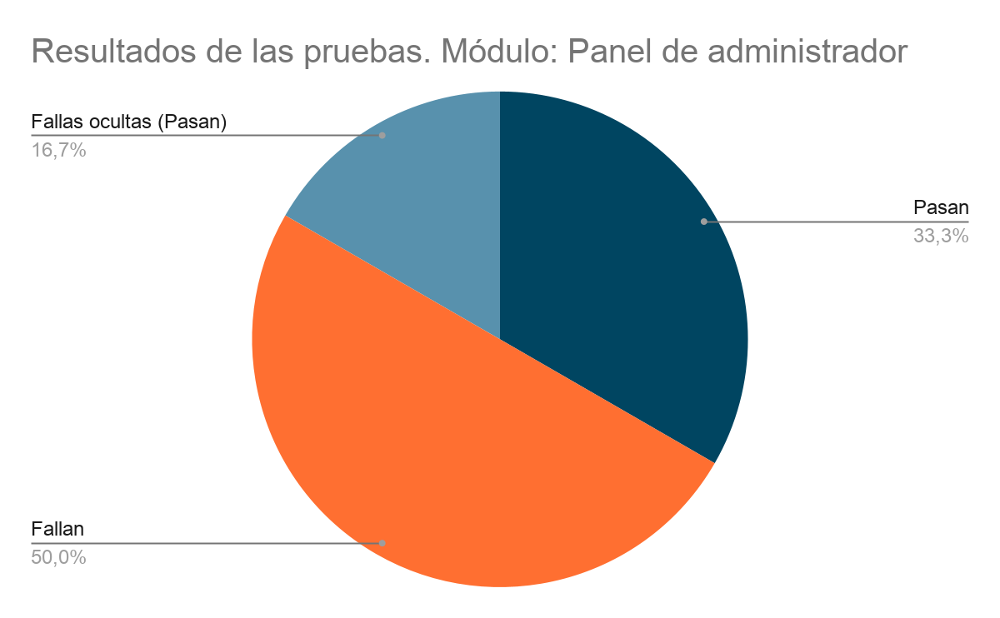 Resultados de las pruebas. Módulo: Panel de administrador
Fallas ocultas (Pasan)
16,7%
Pasan
33,3%
Fallan
50,0%